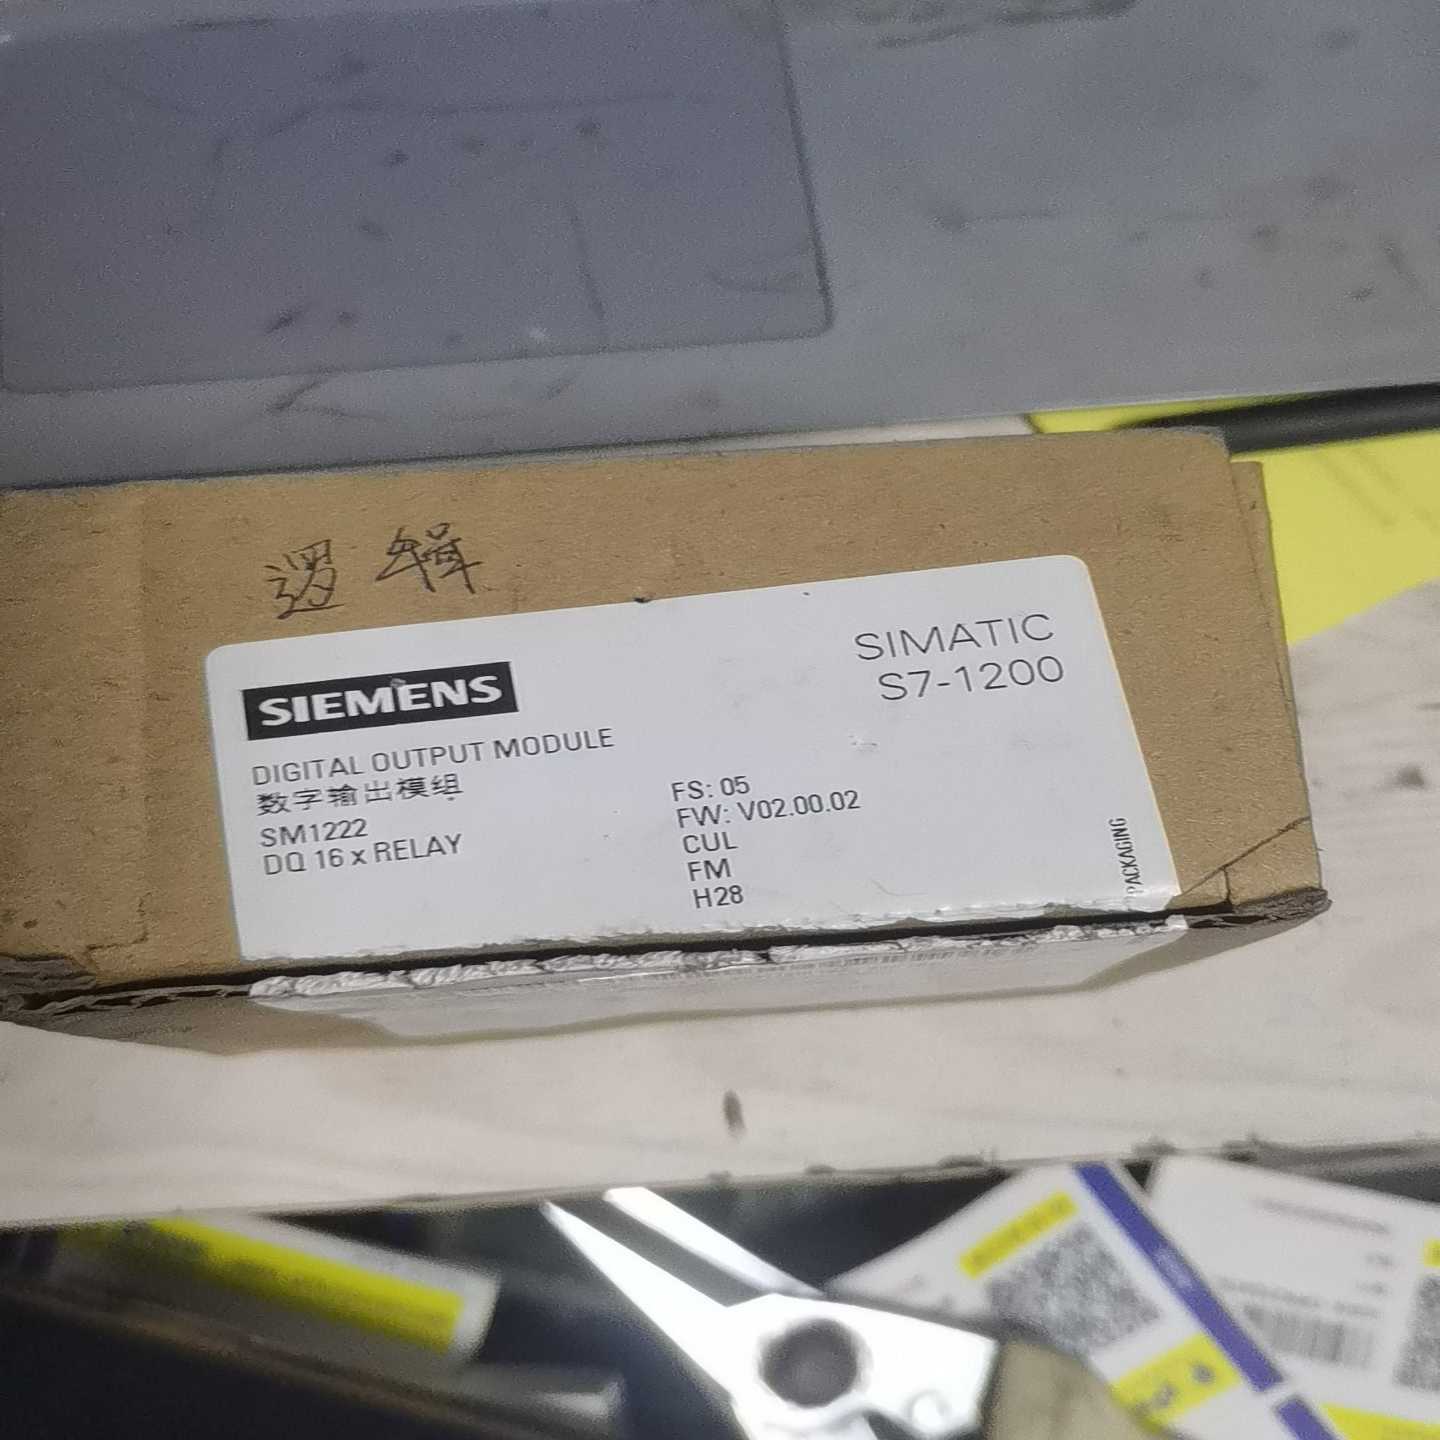 逻辑
SIEMENS
SIMATIC
S7-1200
DIGITAL OUTPUT MODULE
数字输出模组
SM1222
DQ 16 x RELAY
FS: 05
FW: V02.00.02
CUL
FM
H28
PACKAGING